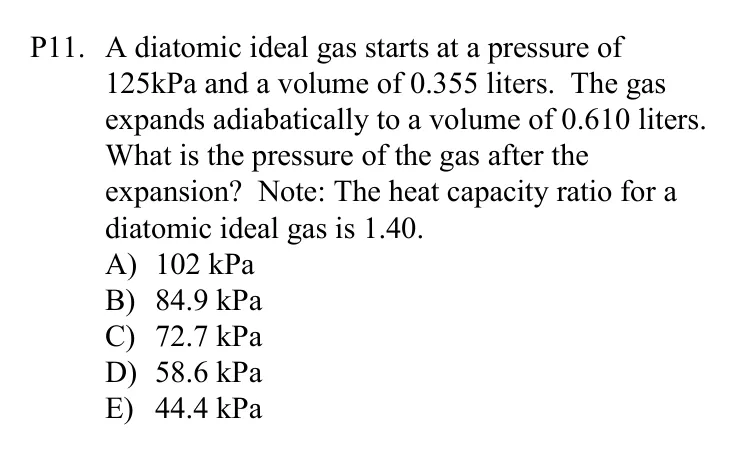 P11. A diatomic ideal gas starts at a pressure of
125kPa and a volume of 0.355 liters. The gas
expands adiabatically to a volume of 0.610 liters.
What is the pressure of the gas after the
expansion? Note: The heat capacity ratio for a
diatomic ideal gas is 1.40.
A) 102 kPa
B) 84.9 kPa
C) 72.7 kPa
D) 58.6 kPa
E) 44.4 kPa